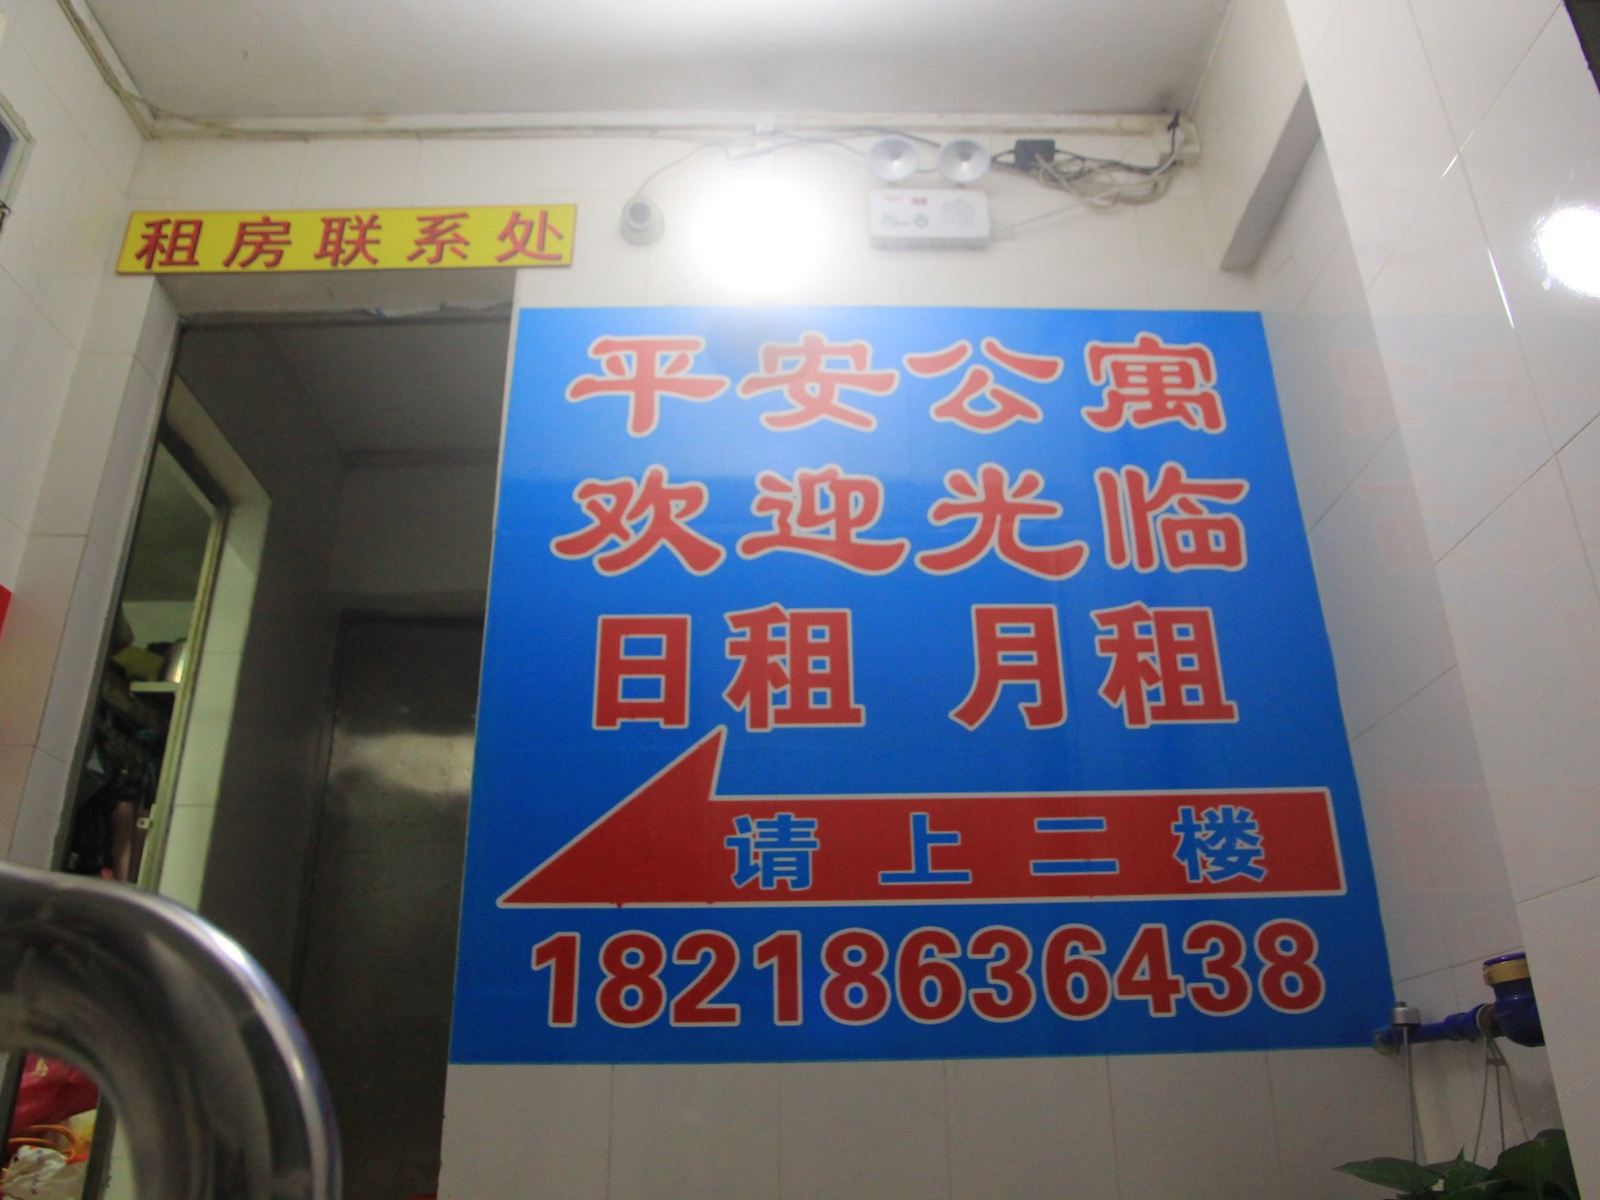 租房联系处
平安公寓
欢迎光临
日租 月租
请上二楼
18218636438